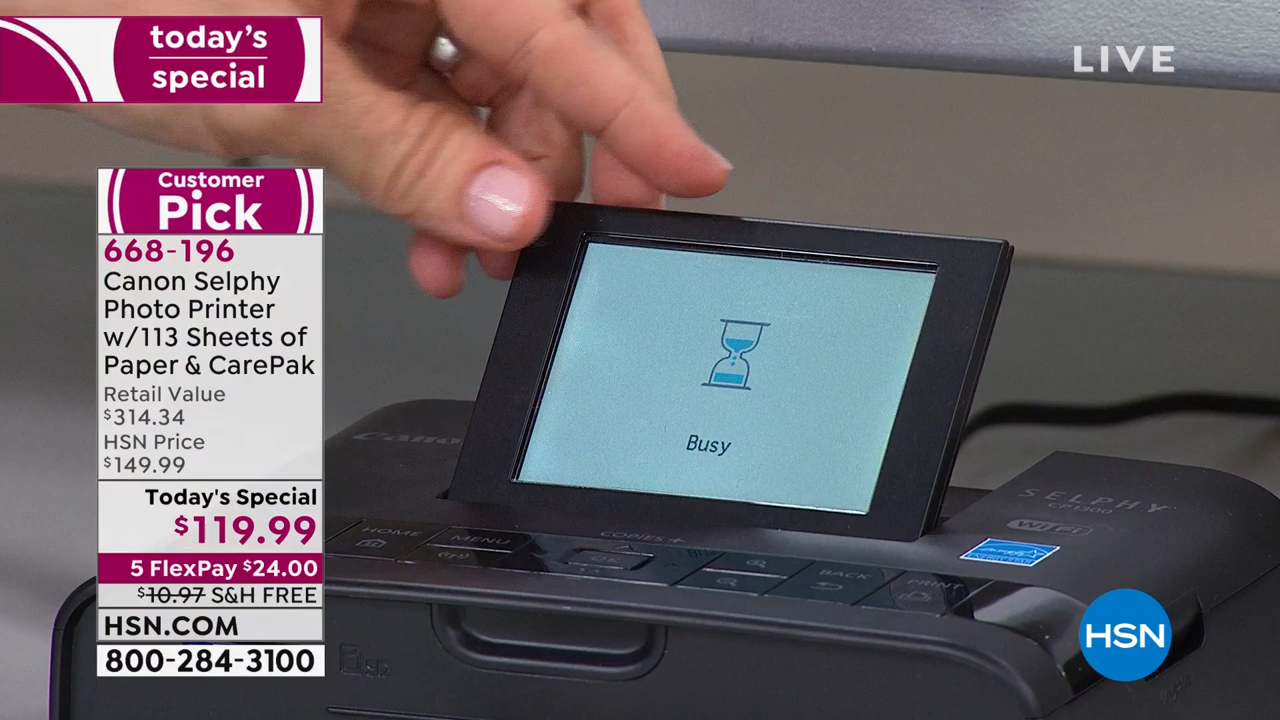 today's
special
LIVE
Customer
Pick
668-196
Canon Selphy
Photo Printer
w/113 Sheets of
Paper & CarePak
Retail Value
$314.34
HSN Price
$149.99
Today's Special
$119.99
5 FlexPay $24.00
$10.97 S&H FREE
HSN.COM
800-284-3100
Busy
Canon
SELPHY
CP1300
WiFi
HOME
MENU
COPIES +
BACK
PRINT
HSN